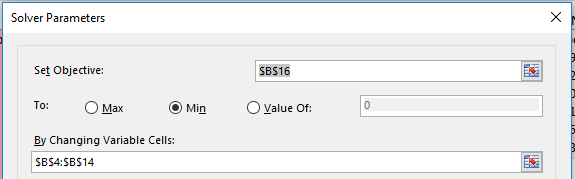 Solver Parameters
Set Objective: $B$16
To: Max Min Value Of: 0
By Changing Variable Cells:
$B$4:$B$14